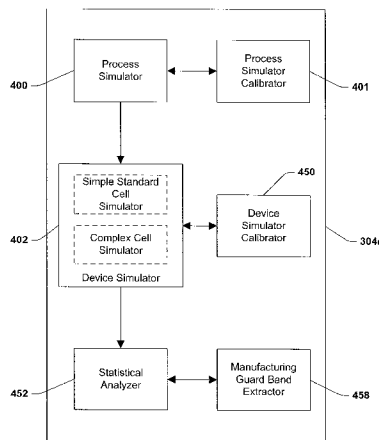 400
Process
Simulator
Process
Simulator
Calibrator
401
402
Simple Standard
Cell
Simulator
Complex Cell
Simulator
Device Simulator
450
Device
Simulator
Calibrator
452
Statistical
Analyzer
Manufacturing
Guard Band
Extractor
458